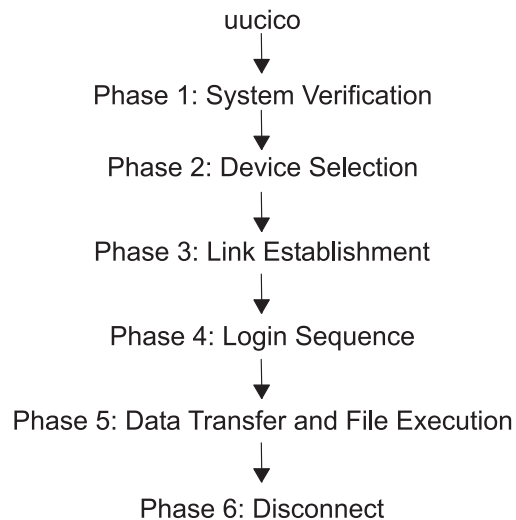 uucico
Phase 1: System Verification
Phase 2: Device Selection
Phase 3: Link Establishment
Phase 4: Login Sequence
Phase 5: Data Transfer and File Execution
Phase 6: Disconnect